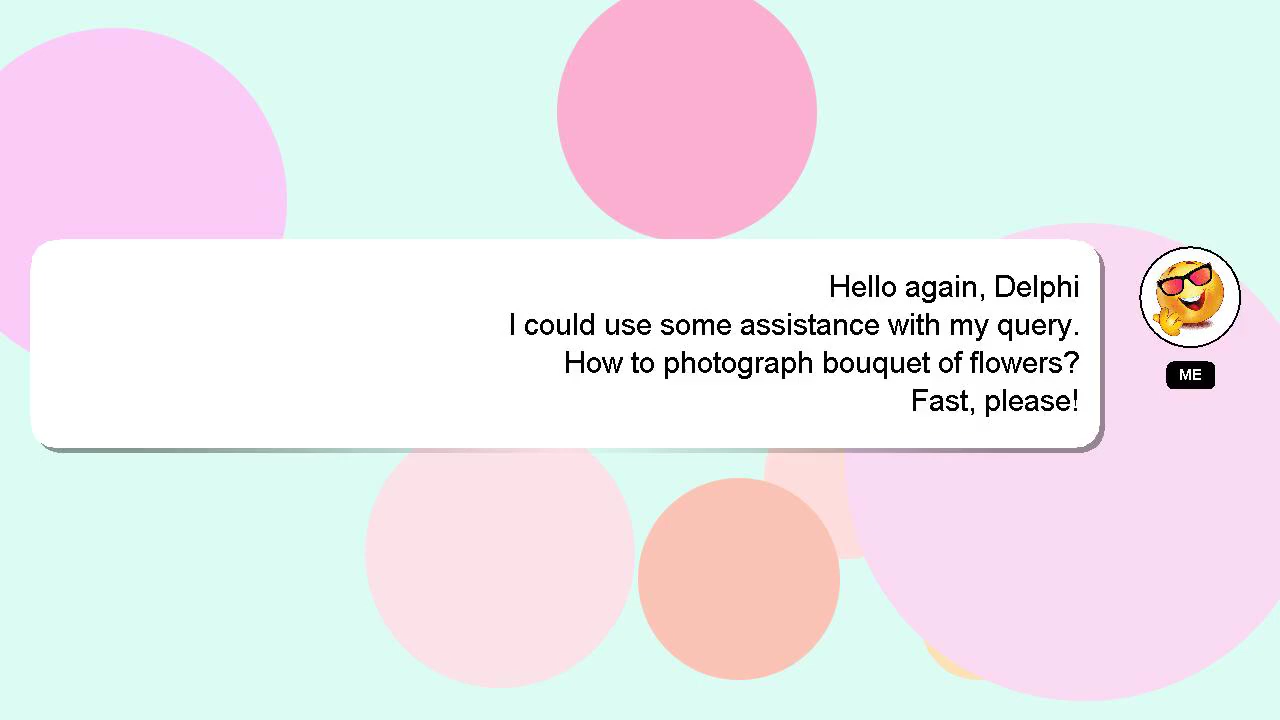 Hello again, Delphi
I could use some assistance with my query.
How to photograph bouquet of flowers?
Fast, please!
ME